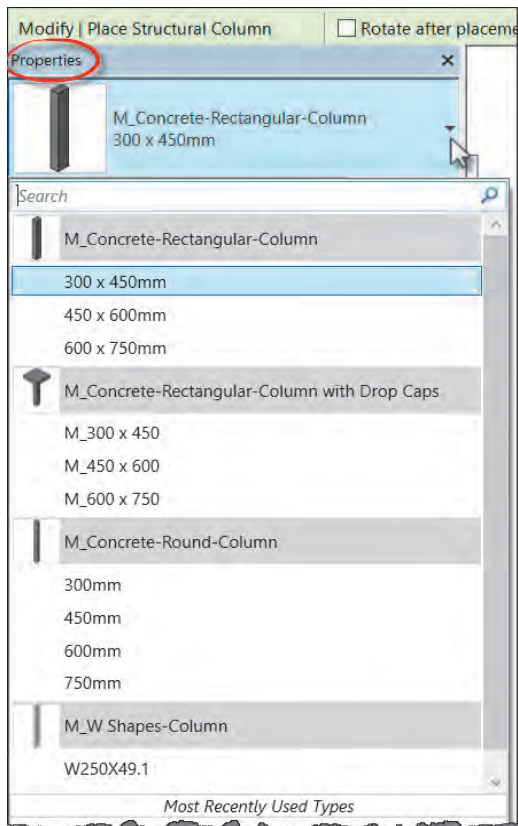 Modify | Place Structural Column Rotate after placeme
Properties
M_Concrete-Rectangular-Column
300 x 450mm
Search
M_Concrete-Rectangular-Column
300 x 450mm
450 x 600mm
600 x 750mm
M_Concrete-Rectangular-Column with Drop Caps
M_300 x 450
M_450 x 600
M_600 x 750
M_Concrete-Round-Column
300mm
450mm
600mm
750mm
M_W Shapes-Column
W250X49.1
Most Recently Used Types